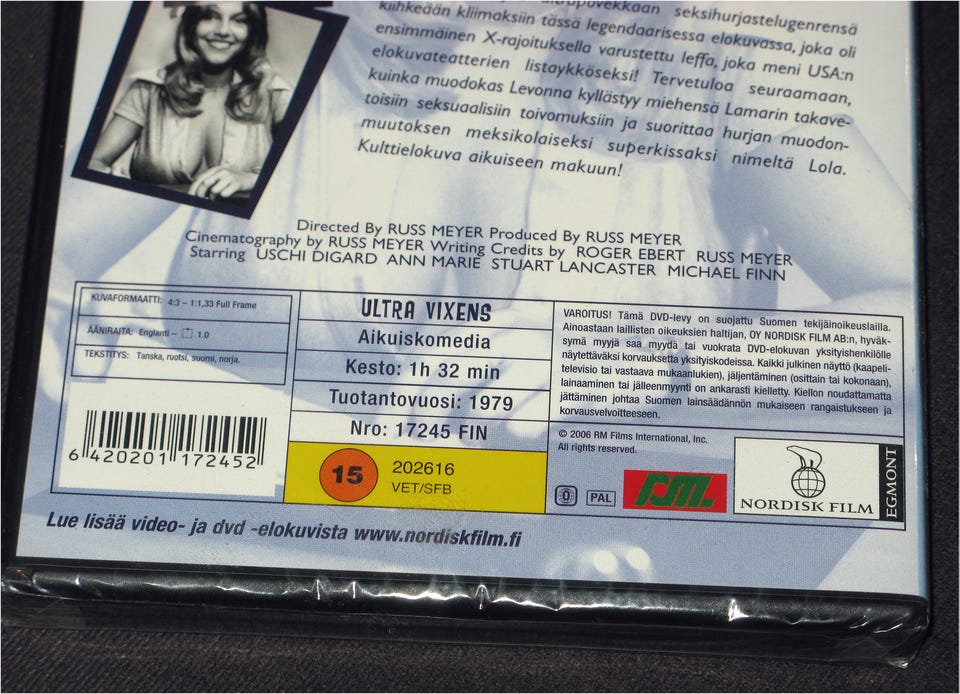 seksihurjastelugenrensä
kiihkeään kliimaksiin tässä legendaarisessa elokuvassa, joka oli
ensimmäinen X-rajoituksella varustettu leffa, joka meni USA:n
elokuvateatterien listaykköseksi! Tervetuloa seuraamaan,
kuinka muodokas Levonna kyllästyy miehensä Lamarin takave-
toisiin seksuaalisiin toivomuksiin ja suorittaa hurjan muodon-
muutoksen meksikolaiseksi superkissaksi nimeltä Lola.
Kulttielokuva aikuiseen makuun!
Directed By RUSS MEYER Produced By RUSS MEYER
Cinematography by RUSS MEYER Writing Credits by ROGER EBERT RUSS MEYER
Starring USCHI DIGARD ANN MARIE STUART LANCASTER MICHAEL FINN
KUVAFORMAATTI: 4:3 – 1:1,33 Full Frame
ÄÄNIRAITA: Englanti – 1.0
TEKSTITYS: Tanska, ruotsi, suomi, norja.
6 420201 172452
ULTRA VIXENS
Aikuiskomedia
Kesto: 1h 32 min
Tuotantovuosi: 1979
Nro: 17245 FIN
15 202616
VET/SFB
VAROITUS! Tämä DVD-levy on suojattu Suomen tekijäinoikeuslailla.
Ainoastaan laillisten oikeuksien haltijan, OY NORDISK FILM AB:n, hyväk-
symä myyjä saa myydä tai vuokrata DVD-elokuvan yksityishenkilölle
näytettäväksi korvauksetta yksityiskodeissa. Kaikki julkinen näyttö (kaapeli-
televisio tai vastaava mukaanlukien), jäljentäminen (osittain tai kokonaan),
lainaaminen tai jälleenmyynti on ankarasti kielletty. Kiellon noudattamatta
jättäminen johtaa Suomen lainsäädännön mukaiseen rangaistukseen ja
korvausvelvoitteeseen.
© 2006 RM Films International, Inc.
All rights reserved.
0 PAL
RM.
NORDISK FILM
EGMONT
Lue lisää video- ja dvd -elokuvista www.nordiskfilm.fi